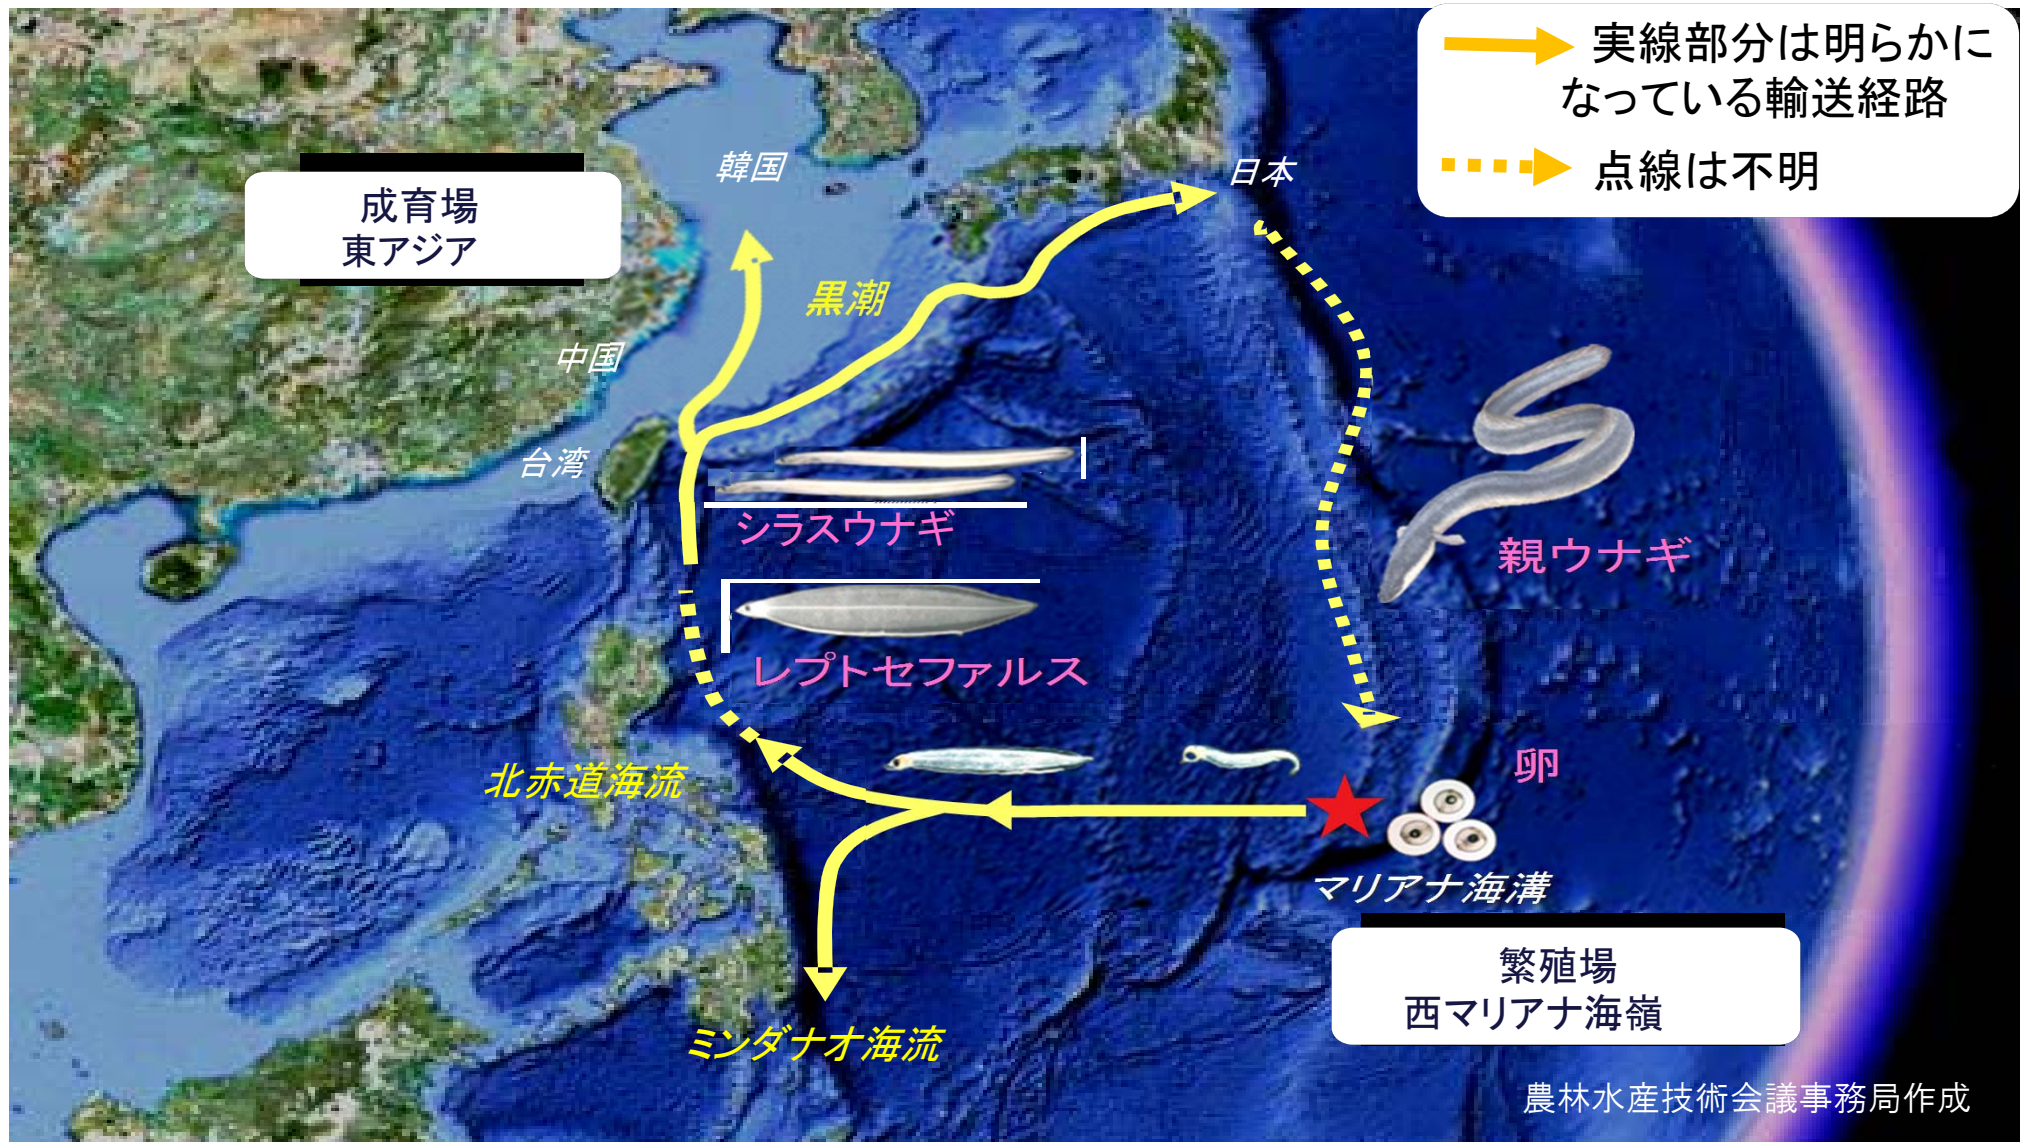 実線部分は明らかに
なっている輸送経路
点線は不明
韓国
日本
成育場
東アジア
黒潮
中国
台湾
シラスウナギ
親ウナギ
レプトセファルス
卵
北赤道海流
マリアナ海溝
繁殖場
西マリアナ海嶺
ミンダナオ海流
農林水産技術会議事務局作成